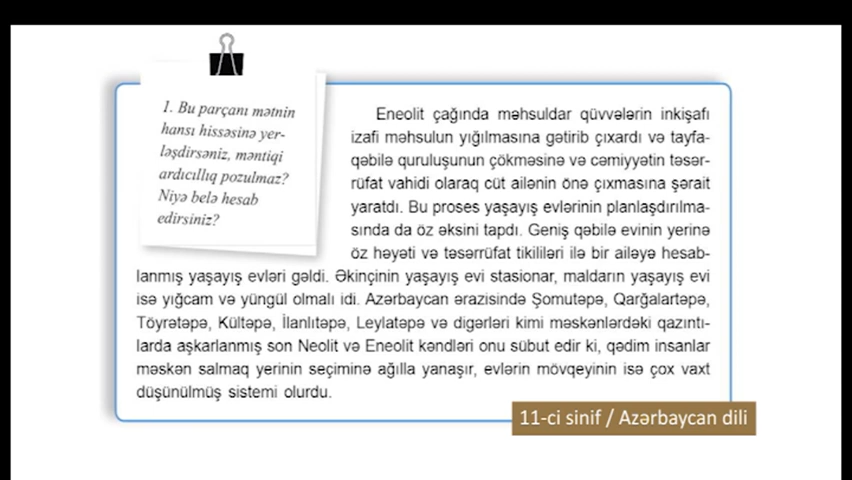 1. Bu parçanı mətnin
hansı hissəsinə yer-
ləşdirsəniz, məntiqi
ardıcıllıq pozulmaz?
Niyə belə hesab
edirsiniz?
Eneolit çağında məhsuldar qüvvələrin inkişafı
izafi məhsulun yığılmasına gətirib çıxardı və tayfa-
qəbilə quruluşunun çökməsinə və cəmiyyətin təsər-
rüfat vahidi olaraq cüt ailənin önə çıxmasına şərait
yaratdı. Bu proses yaşayış evlərinin planlaşdırılma-
sında da öz əksini tapdı. Geniş qəbilə evinin yerinə
öz həyəti və təsərrüfat tikililəri ilə bir ailəyə hesab-
lanmış yaşayış evləri gəldi. Əkinçinin yaşayış evi stasionar, maldarın yaşayış evi
isə yığcam və yüngül olmalı idi. Azərbaycan ərazisində Şomutəpə, Qarğalartəpə,
Töyrətəpə, Kültəpə, İlanlıtəpə, Leylatəpə və digərləri kimi məskənlərdəki qazıntı-
larda aşkarlanmış son Neolit və Eneolit kəndləri onu sübut edir ki, qədim insanlar
məskən salmaq yerinin seçiminə ağılla yanaşır, evlərin mövqeyinin isə çox vaxt
düşünülmüş sistemi olurdu.
11-ci sinif / Azərbaycan dili